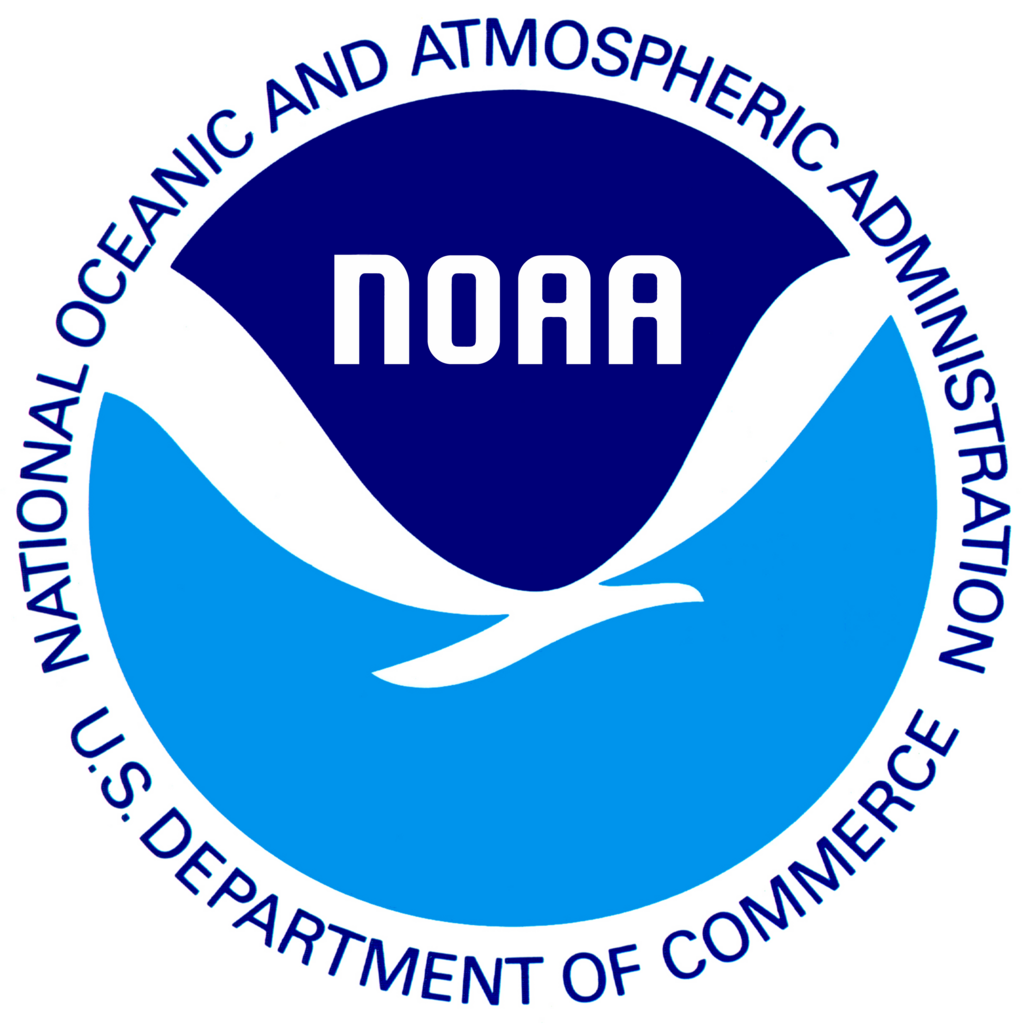 NATIONAL OCEANIC AND ATMOSPHERIC ADMINISTRATION
NOAA
U.S. DEPARTMENT OF COMMERCE